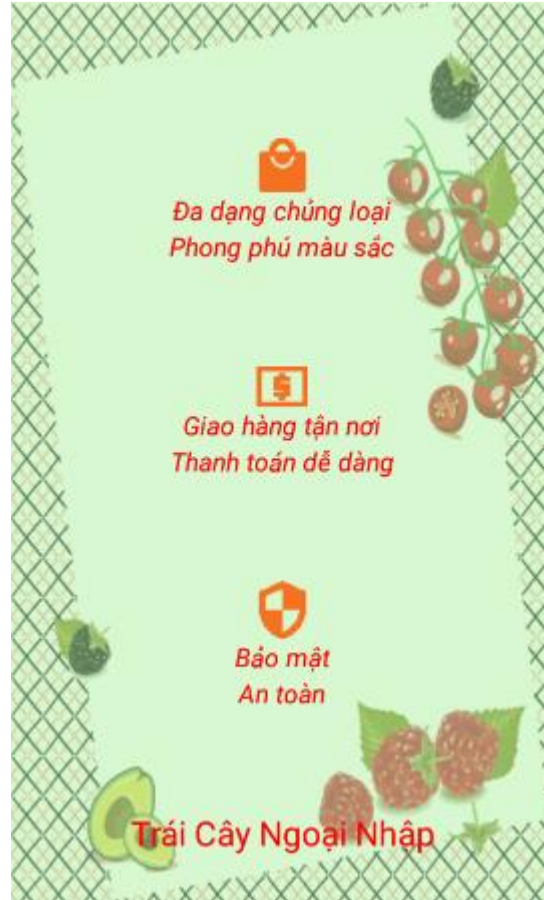 Đa dạng chủng loại
Phong phú màu sắc
Giao hàng tận nơi
Thanh toán dễ dàng
Bảo mật
An toàn
Trái Cây Ngoại Nhập